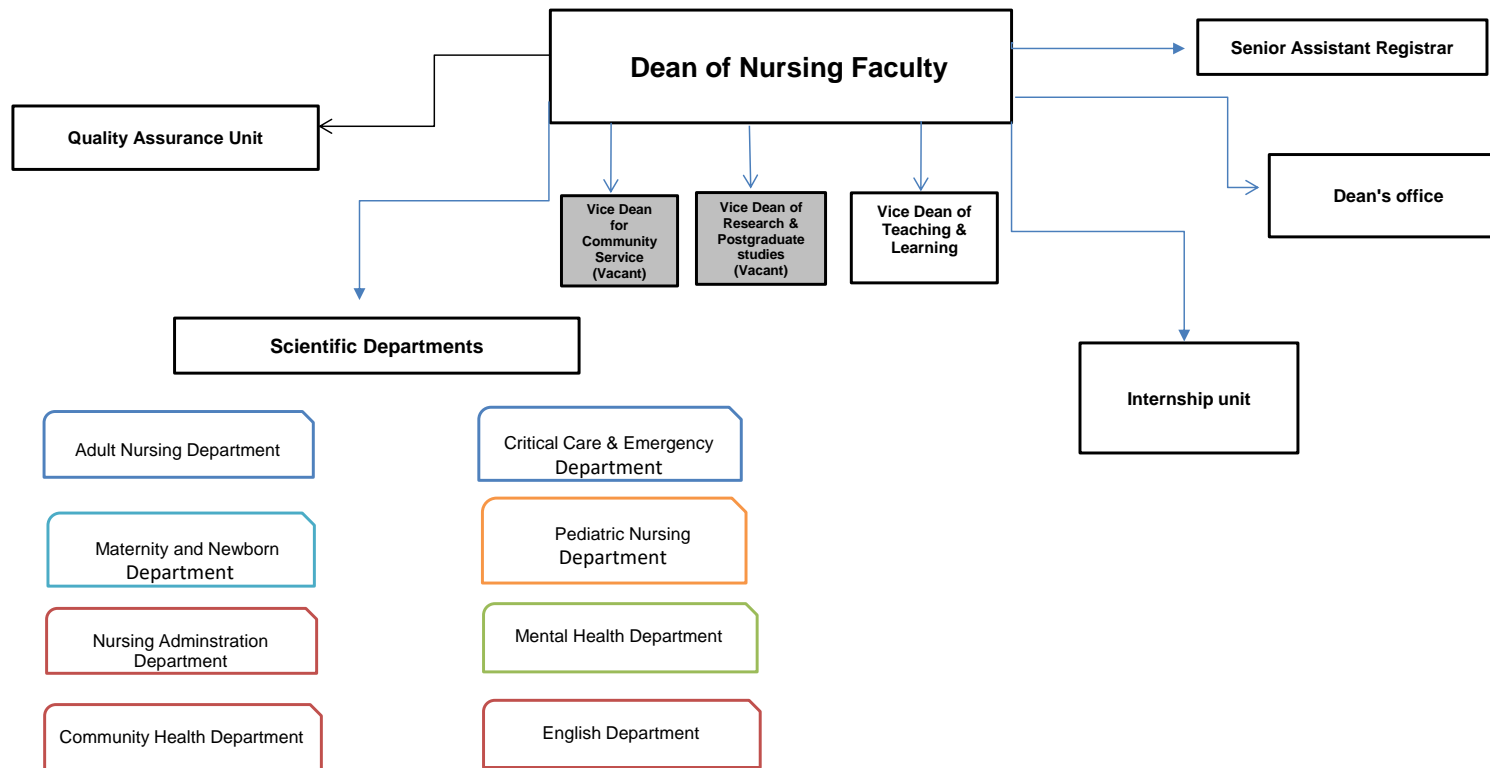 Dean of Nursing Faculty
Senior Assistant Registrar
Quality Assurance Unit
Dean's office
Vice Dean
for
Community
Service
(Vacant)
Vice Dean of
Research &
Postgraduate
studies
(Vacant)
Vice Dean of
Teaching &
Learning
Scientific Departments
Internship unit
Adult Nursing Department
Critical Care & Emergency
Department
Maternity and Newborn
Department
Pediatric Nursing
Department
Nursing Adminstration
Department
Mental Health Department
Community Health Department
English Department